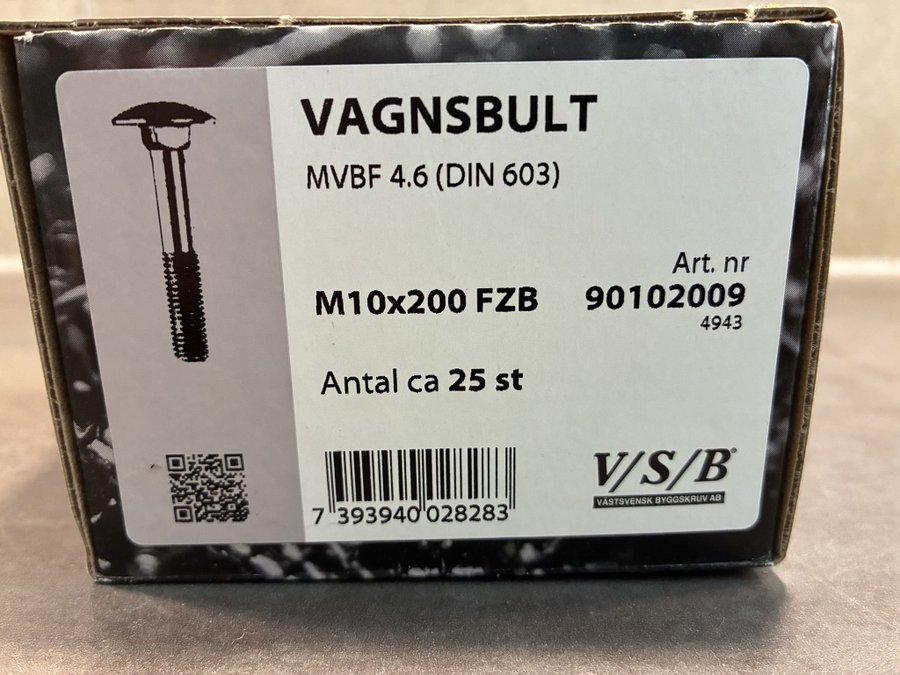 VAGNSBULT
MVBF 4.6 (DIN 603)
Art. nr
M10x200 FZB 90102009
4943
Antal ca 25 st
7 393940 028283
V/S/B®
VÄSTSVENSK BYGGSKRUV AB